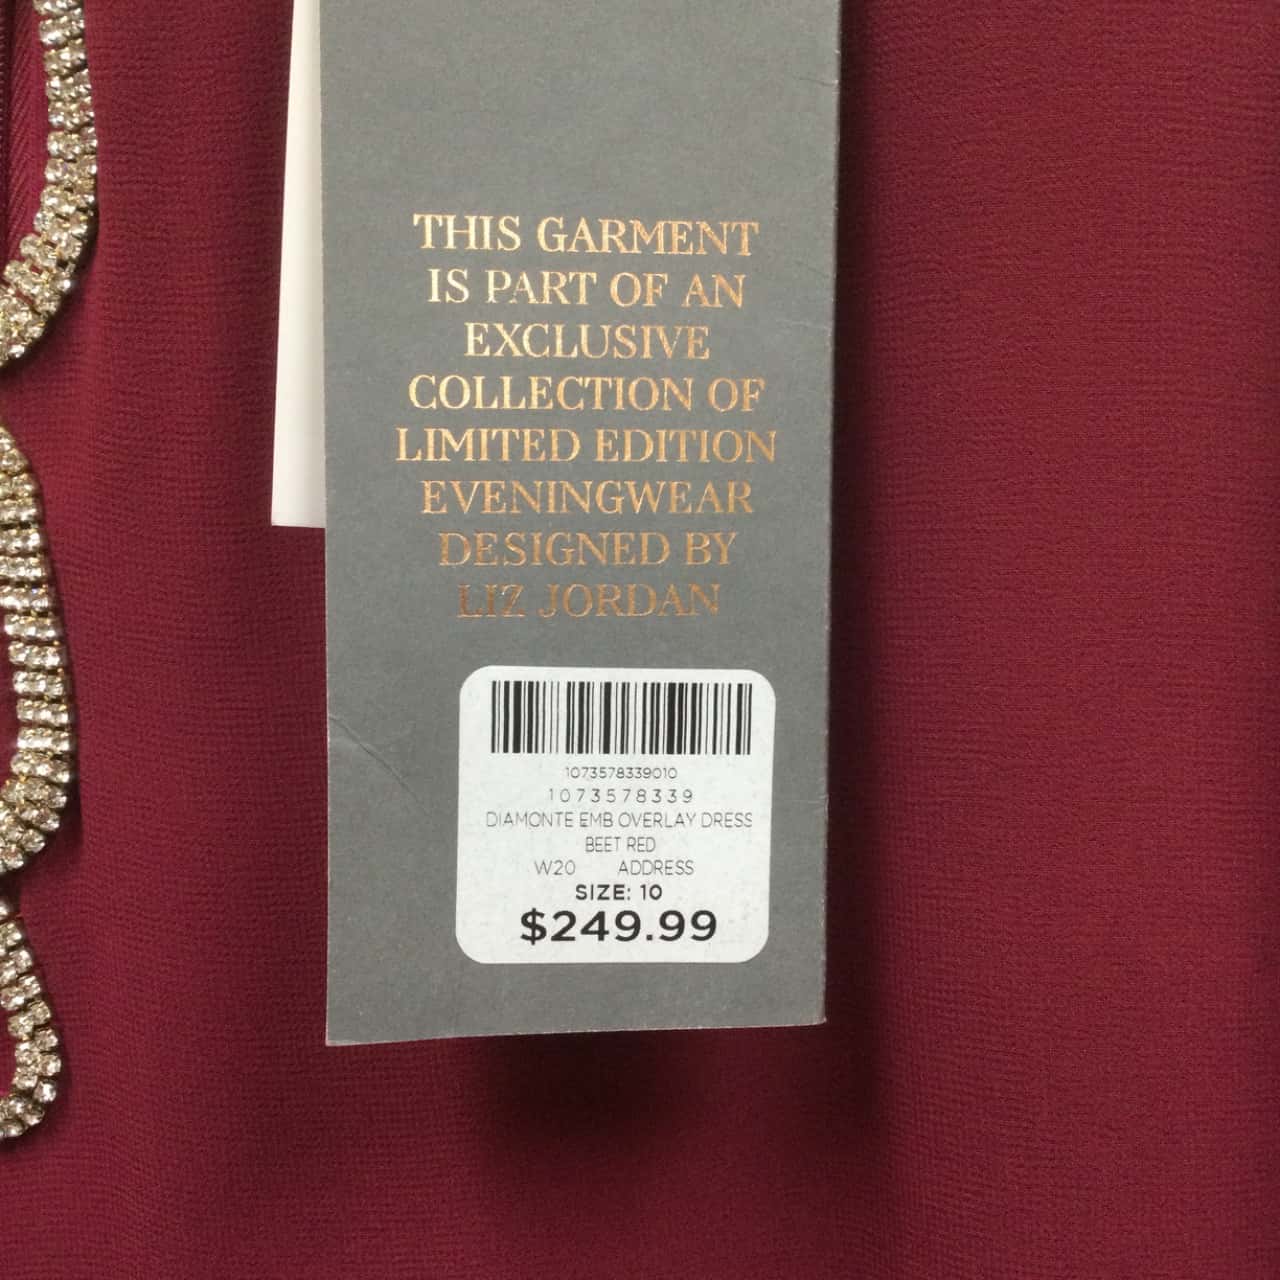 THIS GARMENT
IS PART OF AN
EXCLUSIVE
COLLECTION OF
LIMITED EDITION
EVENINGWEAR
DESIGNED BY
LIZ JORDAN
1073578339010
1073578339
DIAMONTE EMB OVERLAY DRESS
BEET RED
W20 ADDRESS
SIZE: 10
$249.99